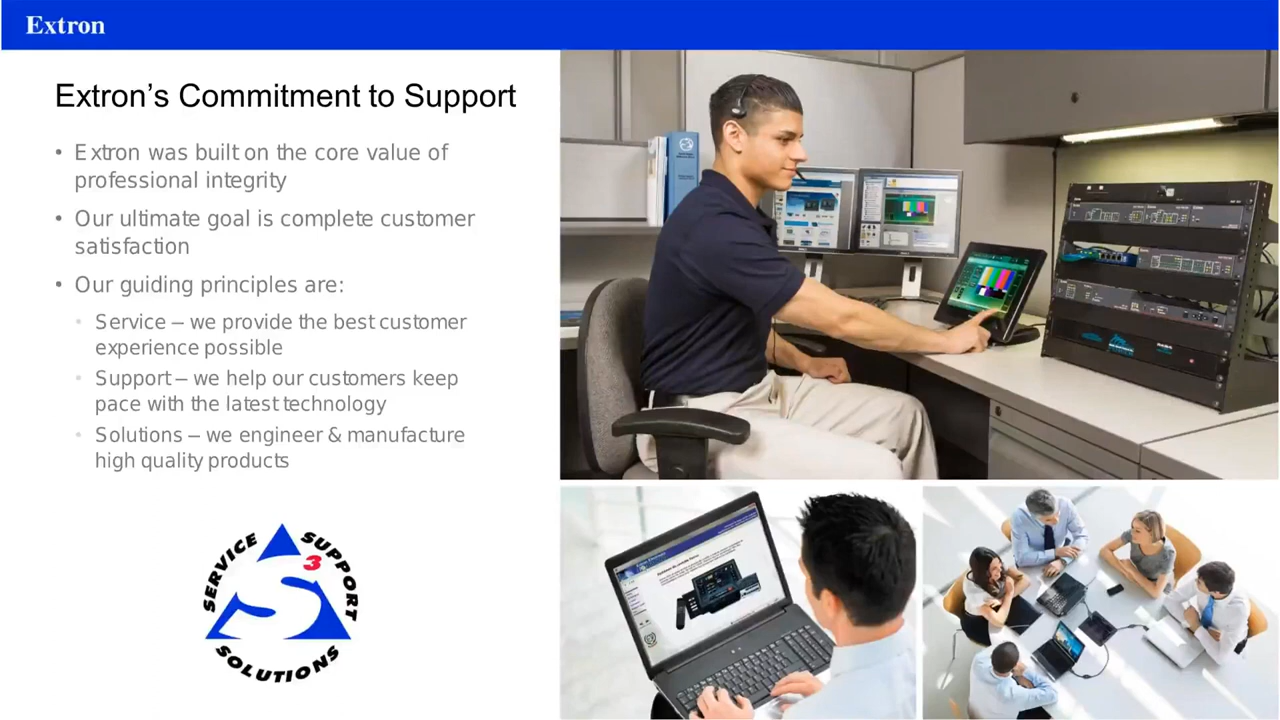 Extron
Extron's Commitment to Support
• Extron was built on the core value of
professional integrity
• Our ultimate goal is complete customer
satisfaction
• Our guiding principles are:
• Service – we provide the best customer
experience possible
• Support – we help our customers keep
pace with the latest technology
• Solutions – we engineer & manufacture
high quality products
SERVICE SUPPORT
S3
SOLUTIONS